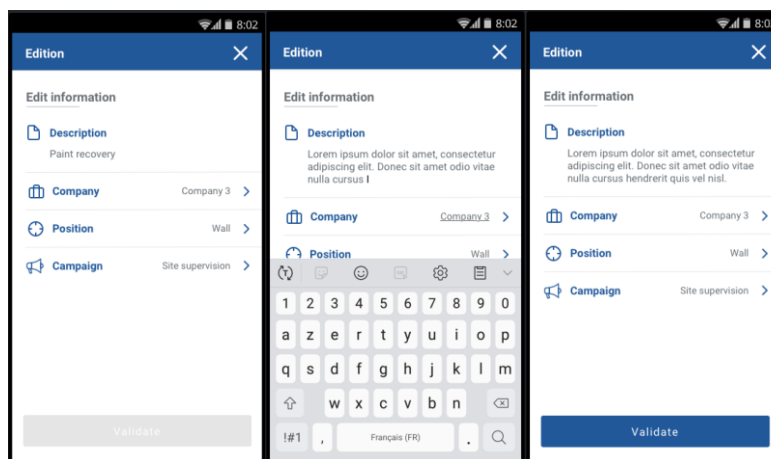 8:02
Edition
Edit information
Description
Paint recovery
Company Company 3
Position Wall
Campaign Site supervision
Validate
8:02
Edition
Edit information
Description
Lorem ipsum dolor sit amet, consectetur
adipiscing elit. Donec sit amet odio vitae
nulla cursus
Company Company 3
Position Wall
1 2 3 4 5 6 7 8 9 0
a z e r t y u i o p
q s d f g h j k l m
w x c v b n
!#1 , Français (FR) .
8:0
Edition
Edit information
Description
Lorem ipsum dolor sit amet, consectetur
adipiscing elit. Donec sit amet odio vitae
nulla cursus hendrerit quis vel nisl.
Company Company 3
Position Wall
Campaign Site supervision
Validate